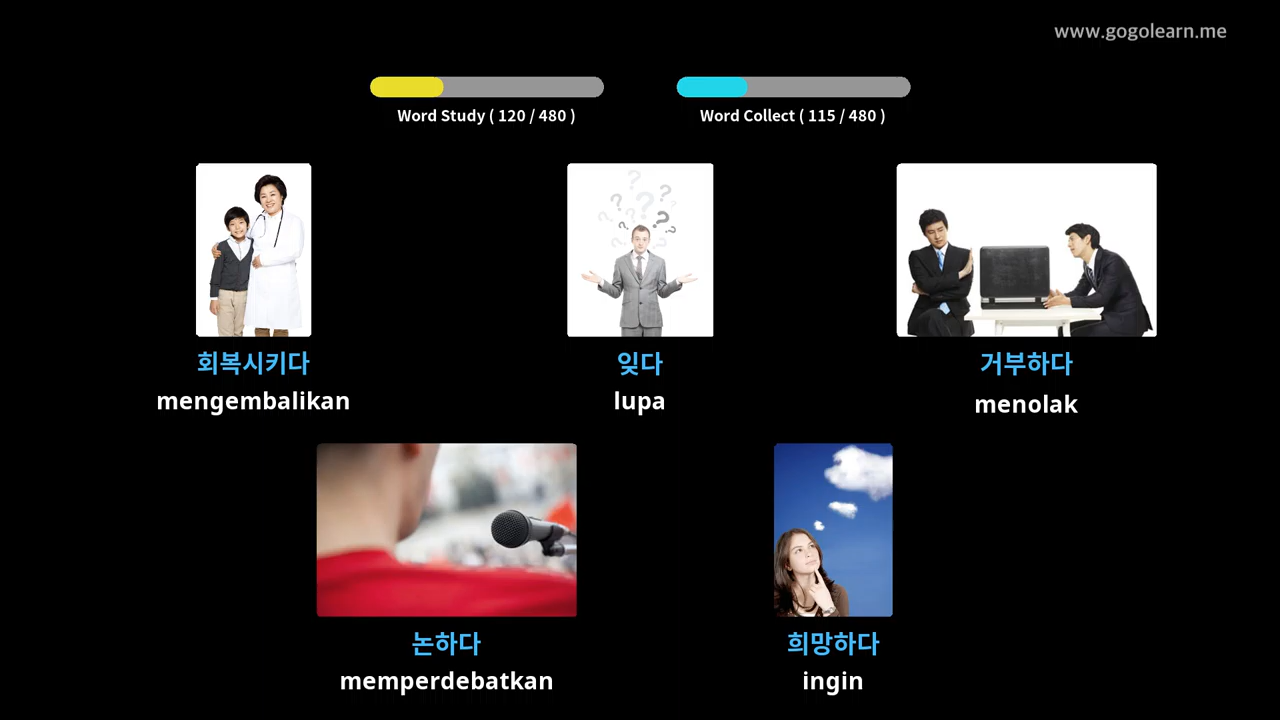 www.gogolearn.me
Word Study ( 120 / 480 )
Word Collect ( 115 / 480 )
회복시키다
mengembalikan
잊다
lupa
거부하다
menolak
논하다
memperdebatkan
희망하다
ingin